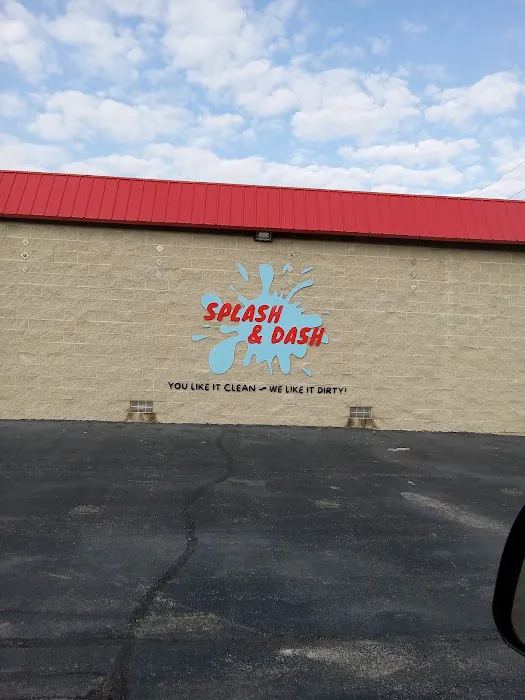 SPLASH
& DASH
YOU LIKE IT CLEAN ~ WE LIKE IT DIRTY!